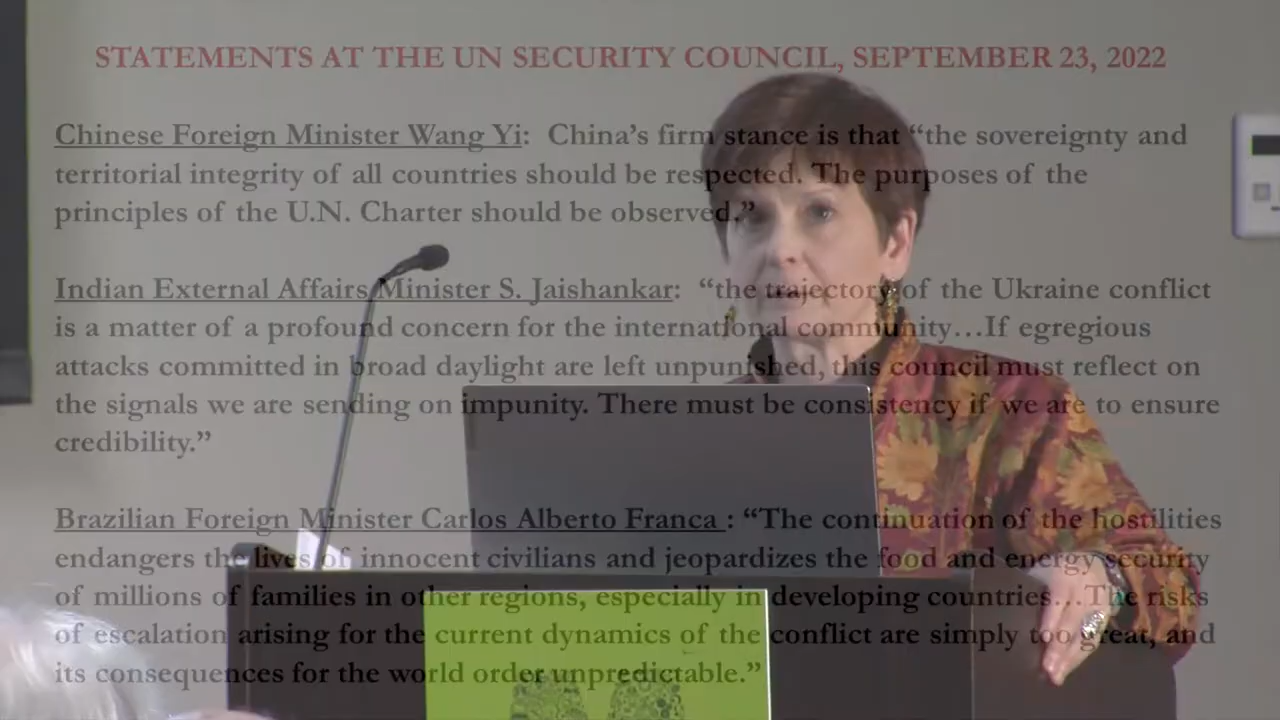 STATEMENTS AT THE UN SECURITY COUNCIL, SEPTEMBER 23, 2022
Chinese Foreign Minister Wang Yi: China’s firm stance is that “the sovereignty and
territorial integrity of all countries should be respected. The purposes of the
principles of the U.N. Charter should be observed.”
Indian External Affairs Minister S. Jaishankar: “the trajectory of the Ukraine conflict
is a matter of a profound concern for the international community…If egregious
attacks committed in broad daylight are left unpunished, this council must reflect on
the signals we are sending on impunity. There must be consistency if we are to ensure
credibility.”
Brazilian Foreign Minister Carlos Alberto Franca : “The continuation of the hostilities
endangers the lives of innocent civilians and jeopardizes the food and energy security
of millions of families in other regions, especially in developing countries…The risks
of escalation arising for the current dynamics of the conflict are simply too great, and
its consequences for the world order unpredictable.”